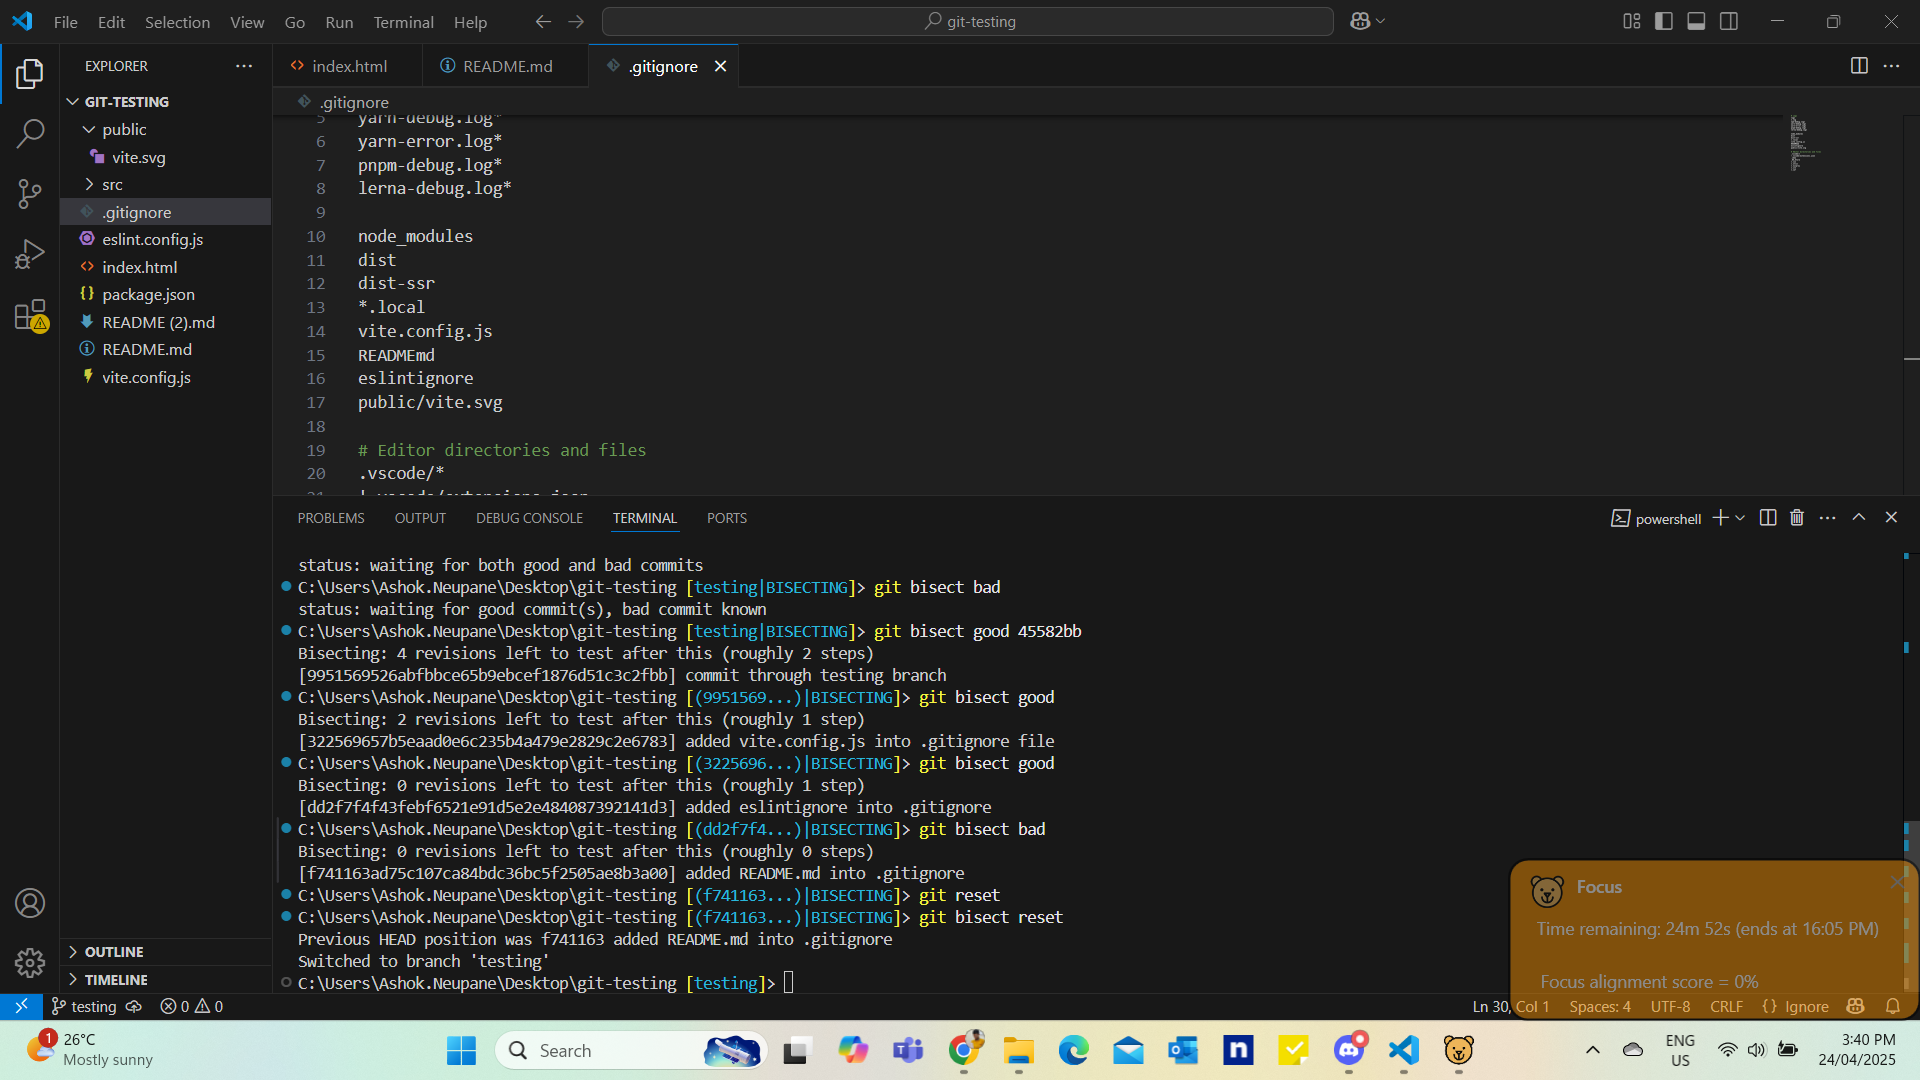 File Edit Selection View Go Run Terminal Help
git-testing
EXPLORER
GIT-TESTING
public
vite.svg
src
.gitignore
eslint.config.js
index.html
package.json
README (2).md
README.md
vite.config.js
OUTLINE
TIMELINE
index.html
README.md
.gitignore
.gitignore
5 yarn-debug.log*
6 yarn-error.log*
7 pnpm-debug.log*
8 lerna-debug.log*
9
10 node_modules
11 dist
12 dist-ssr
13 *.local
14 vite.config.js
15 READMEmd
16 eslintignore
17 public/vite.svg
18
19 # Editor directories and files
20 .vscode/*
PROBLEMS OUTPUT DEBUG CONSOLE TERMINAL PORTS
powershell
status: waiting for both good and bad commits
C:\Users\Ashok.Neupane\Desktop\git-testing [testing|BISECTING]> git bisect bad
status: waiting for good commit(s), bad commit known
C:\Users\Ashok.Neupane\Desktop\git-testing [testing|BISECTING]> git bisect good 45582bb
Bisecting: 4 revisions left to test after this (roughly 2 steps)
[9951569526abfbbce65b9ebcef1876d51c3c2fbb] commit through testing branch
C:\Users\Ashok.Neupane\Desktop\git-testing [(9951569...)|BISECTING]> git bisect good
Bisecting: 2 revisions left to test after this (roughly 1 step)
[322569657b5eaad0e6c235b4a479e2829c2e6783] added vite.config.js into .gitignore file
C:\Users\Ashok.Neupane\Desktop\git-testing [(3225696...)|BISECTING]> git bisect good
Bisecting: 0 revisions left to test after this (roughly 1 step)
[dd2f7f4f43febf6521e91d5e2e484087392141d3] added eslintignore into .gitignore
C:\Users\Ashok.Neupane\Desktop\git-testing [(dd2f7f4...)|BISECTING]> git bisect bad
Bisecting: 0 revisions left to test after this (roughly 0 steps)
[f741163ad75c107ca84bdc36bc5f2505ae8b3a00] added README.md into .gitignore
C:\Users\Ashok.Neupane\Desktop\git-testing [(f741163...)|BISECTING]> git reset
C:\Users\Ashok.Neupane\Desktop\git-testing [(f741163...)|BISECTING]> git bisect reset
Previous HEAD position was f741163 added README.md into .gitignore
Switched to branch 'testing'
C:\Users\Ashok.Neupane\Desktop\git-testing [testing]>
Focus
Time remaining: 24m 52s (ends at 16:05 PM)
Focus alignment score = 0%
testing 0 0
Ln 30, Col 1 Spaces: 4 UTF-8 CRLF {} Ignore
1
26°C
Mostly sunny
Search
ENG
US
3:40 PM
24/04/2025